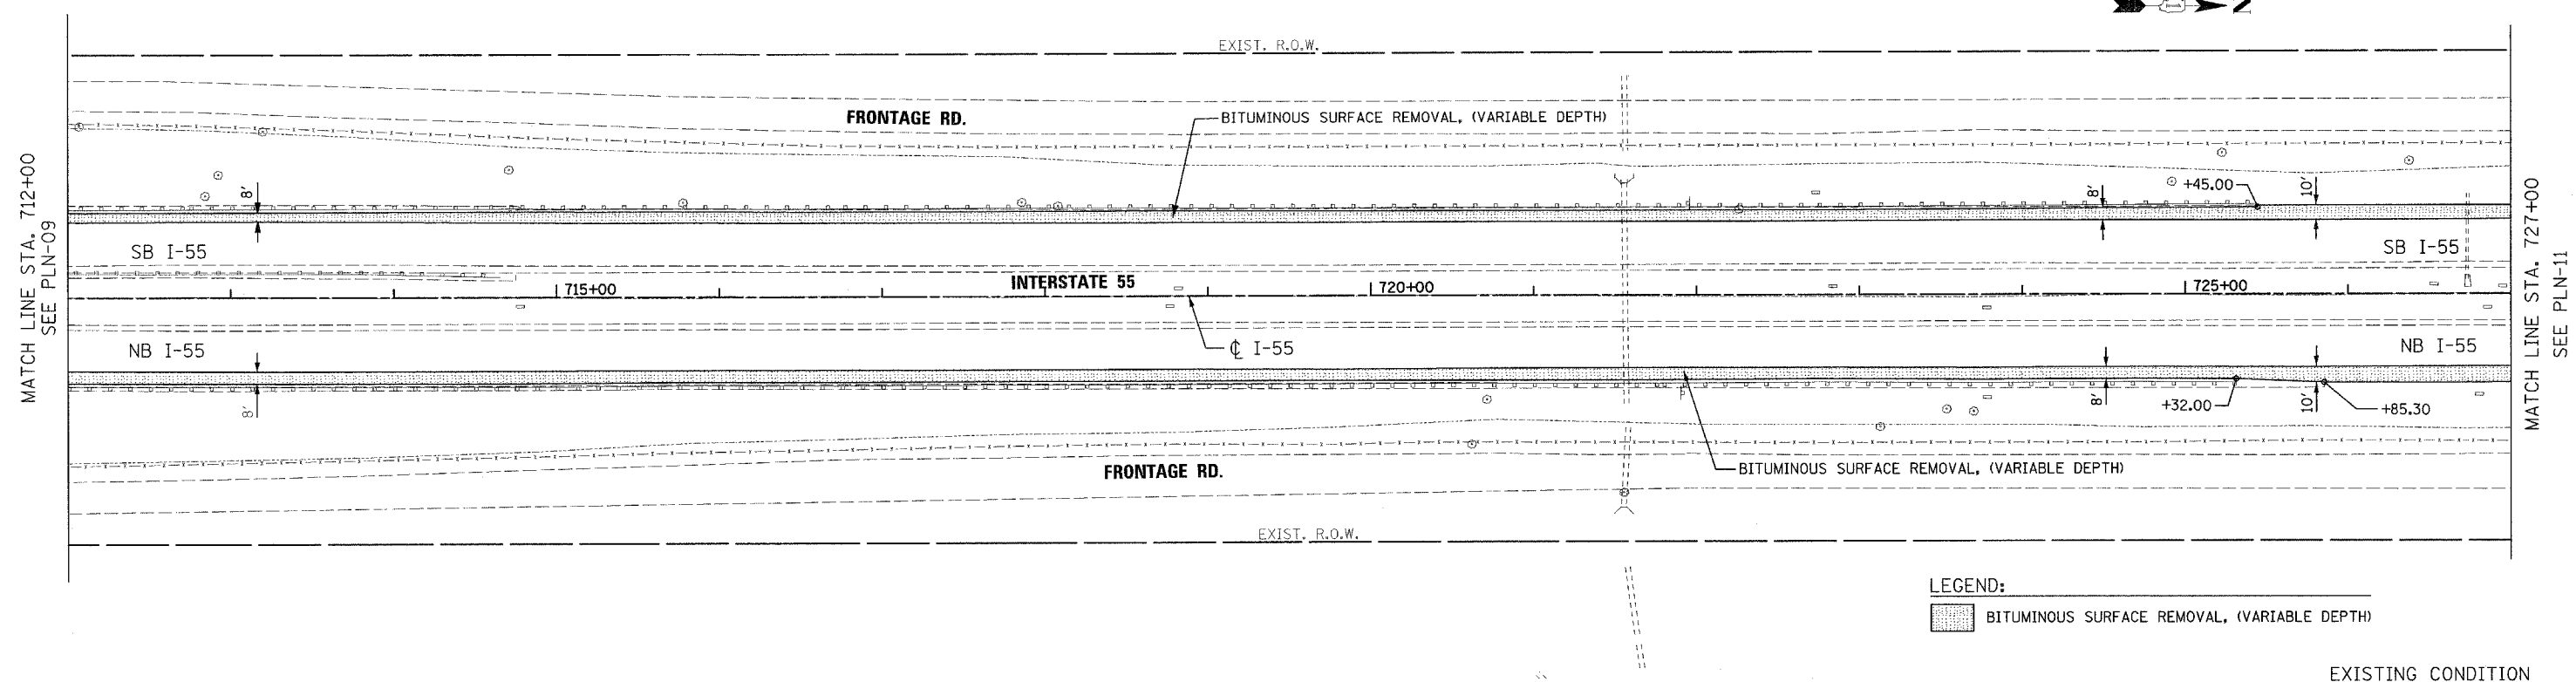 N
EXIST. R.O.W.
FRONTAGE RD.
BITUMINOUS SURFACE REMOVAL, (VARIABLE DEPTH)
MATCH LINE STA. 712+00
SEE PLN-09
8'
8'
+45.00
10'
SB I-55
SB I-55
INTERSTATE 55
715+00
720+00
725+00
MATCH LINE STA. 727+00
SEE PLN-11
NB I-55
℄ I-55
NB I-55
8'
8'
+32.00
10'
+85.30
FRONTAGE RD.
BITUMINOUS SURFACE REMOVAL, (VARIABLE DEPTH)
EXIST. R.O.W.
LEGEND:
BITUMINOUS SURFACE REMOVAL, (VARIABLE DEPTH)
EXISTING CONDITION